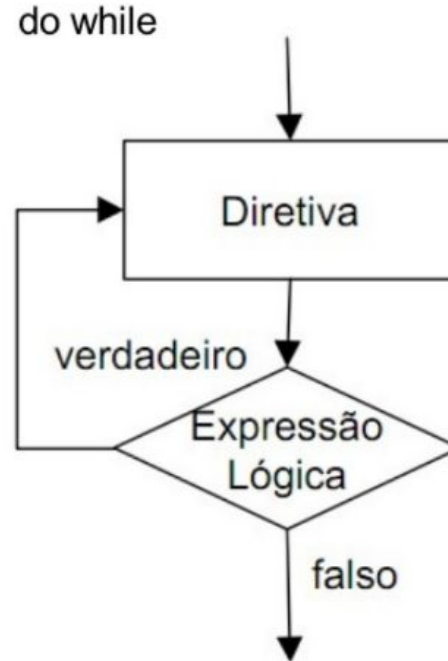 do while
Diretiva
verdadeiro
Expressão
Lógica
falso